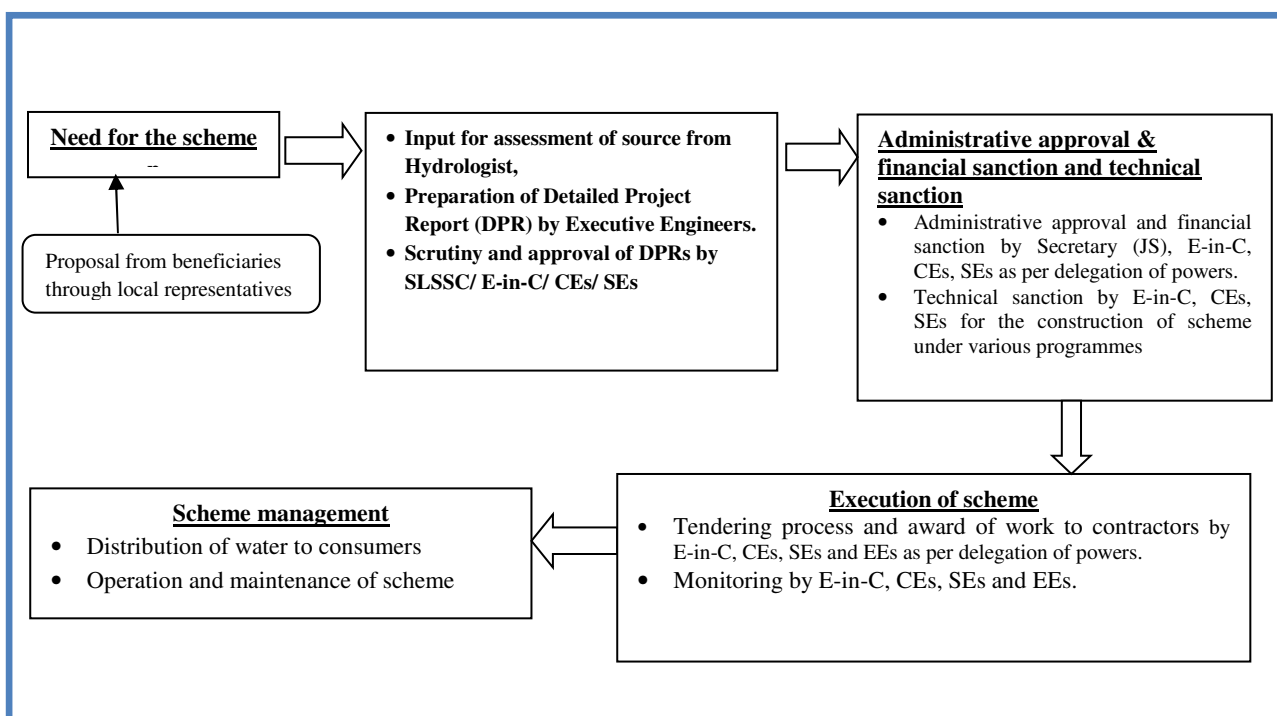 Need for the scheme
--
Proposal from beneficiaries
through local representatives
• Input for assessment of source from
Hydrologist,
• Preparation of Detailed Project
Report (DPR) by Executive Engineers.
• Scrutiny and approval of DPRs by
SLSSC/ E-in-C/ CEs/ SEs
Administrative approval &
financial sanction and technical
sanction
• Administrative approval and financial
sanction by Secretary (JS), E-in-C,
CEs, SEs as per delegation of powers.
• Technical sanction by E-in-C, CEs,
SEs for the construction of scheme
under various programmes
Execution of scheme
• Tendering process and award of work to contractors by
E-in-C, CEs, SEs and EEs as per delegation of powers.
• Monitoring by E-in-C, CEs, SEs and EEs.
Scheme management
• Distribution of water to consumers
• Operation and maintenance of scheme